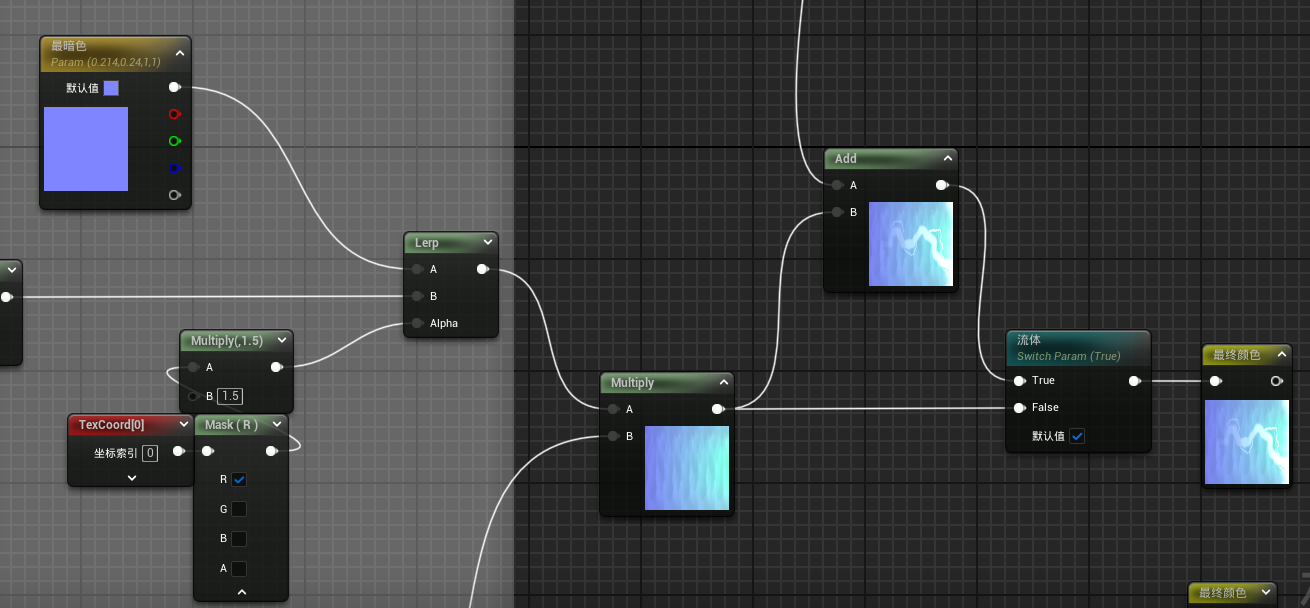 最暗色
Param (0.214,0.24,1,1)
默认值
Lerp
A
B
Alpha
Multiply(,1.5)
A
B 1.5
TexCoord[0]
坐标索引 0
Mask ( R )
R
G
B
A
Multiply
A
B
Add
A
B
流体
Switch Param (True)
True
False
默认值
最终颜色
最终颜色